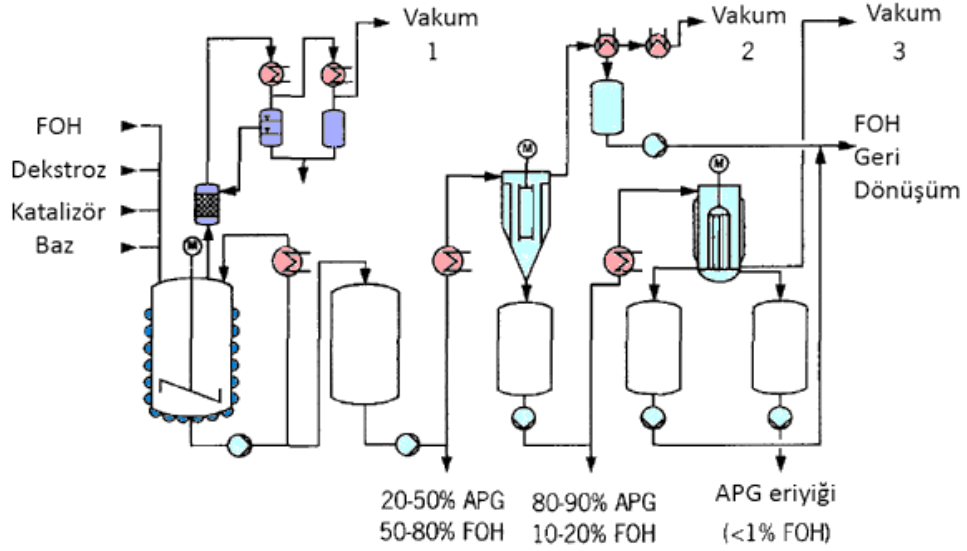 Vakum
1
Vakum
2
Vakum
3
FOH
Dekstroz
Katalizör
Baz
M
M
M
FOH
Geri
Dönüşüm
20-50% APG
50-80% FOH
80-90% APG
10-20% FOH
APG eriyiği
(<1% FOH)